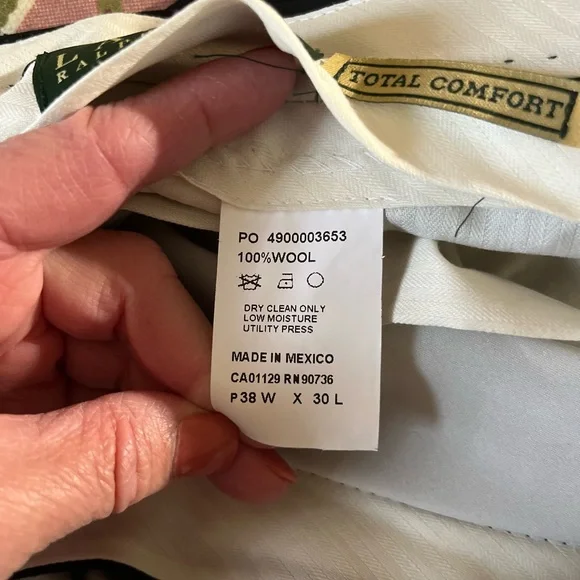 RAL
TOTAL COMFORT
PO 4900003653
100%WOOL
DRY CLEAN ONLY
LOW MOISTURE
UTILITY PRESS
MADE IN MEXICO
CA01129 RN90736
P38 W X 30 L